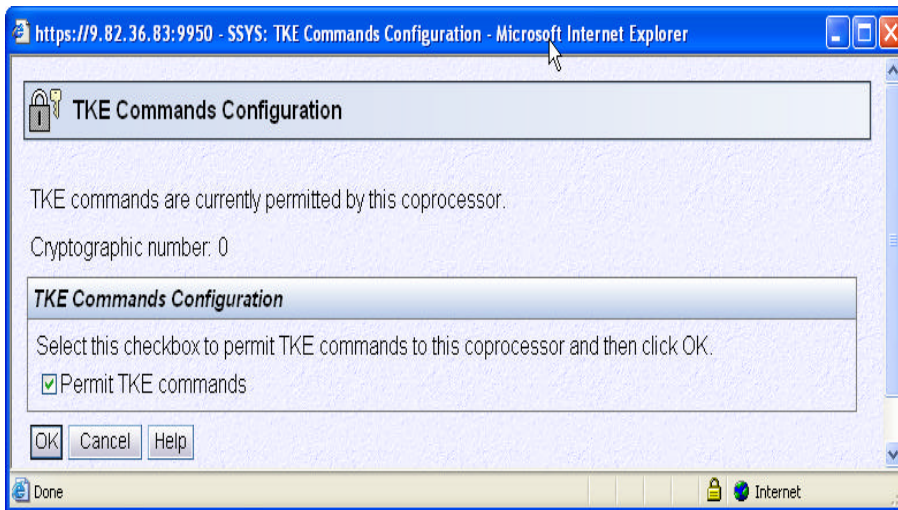 https://9.82.36.83:9950 - SSYS: TKE Commands Configuration - Microsoft Internet Explorer
TKE Commands Configuration
TKE commands are currently permitted by this coprocessor.
Cryptographic number: 0
TKE Commands Configuration
Select this checkbox to permit TKE commands to this coprocessor and then click OK.
Permit TKE commands
OK Cancel Help
Done Internet